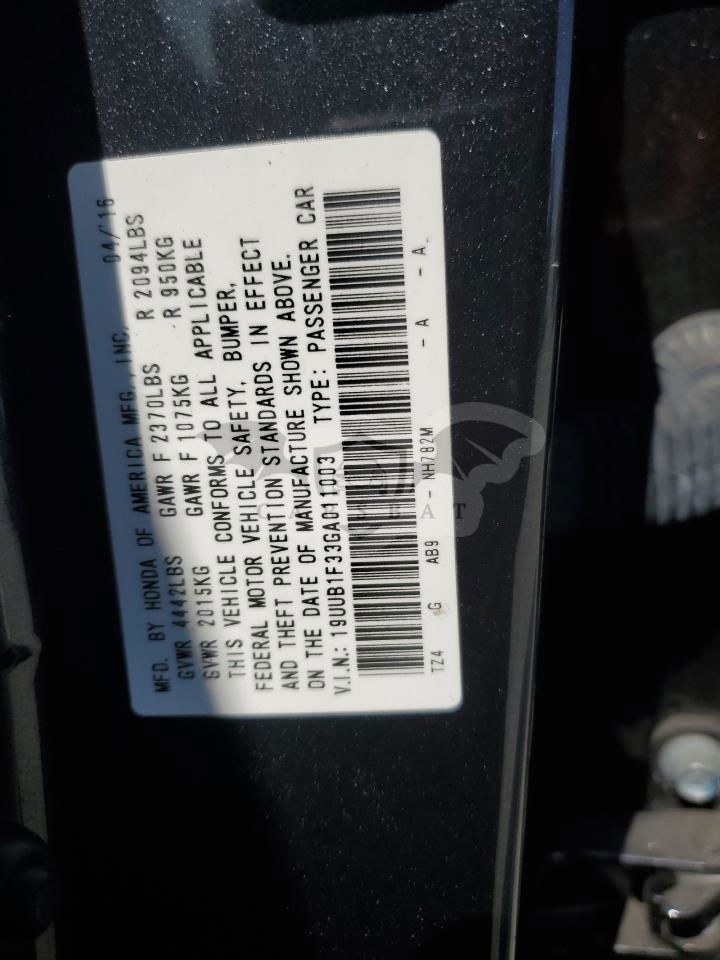 MFD. BY HONDA OF AMERICA MFG., INC. 04/'16
GVWR 4442LBS GAWR F 2370LBS R 2094LBS
GVWR 2015KG GAWR F 1075KG R 950KG
THIS VEHICLE CONFORMS TO ALL APPLICABLE
FEDERAL MOTOR VEHICLE SAFETY, BUMPER,
AND THEFT PREVENTION STANDARDS IN EFFECT
ON THE DATE OF MANUFACTURE SHOWN ABOVE.
V.I.N.: 19UUB1F33GA011003 TYPE: PASSENGER CAR
TZ4 G AB9 - NH782M - A - A
CARSBAT